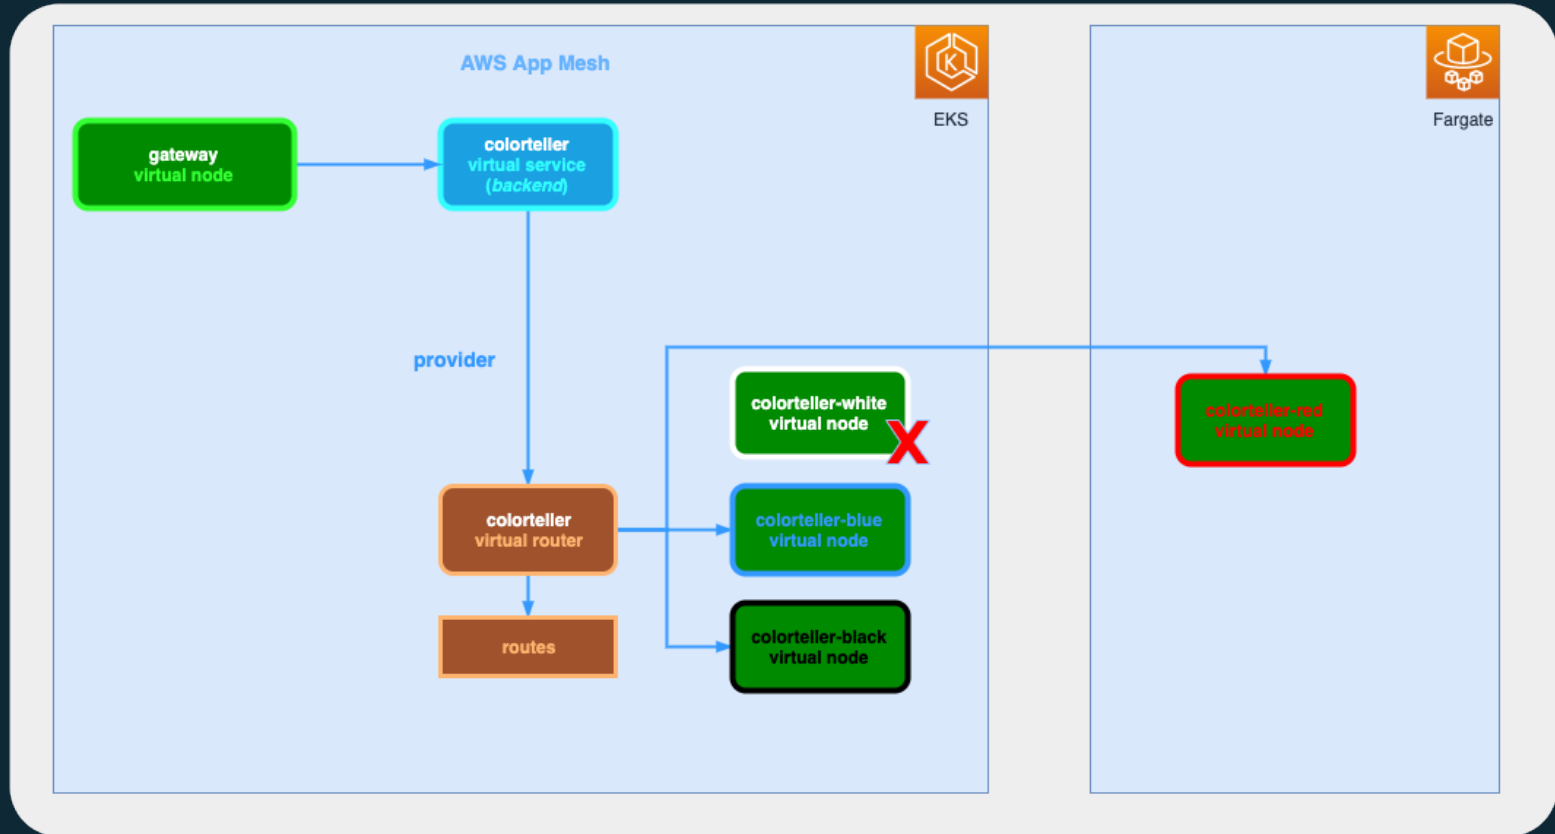 AWS App Mesh
EKS
Fargate
gateway
virtual node
colorteller
virtual service
(backend)
provider
colorteller-white
virtual node
X
colorteller-red
virtual node
colorteller
virtual router
colorteller-blue
virtual node
routes
colorteller-black
virtual node